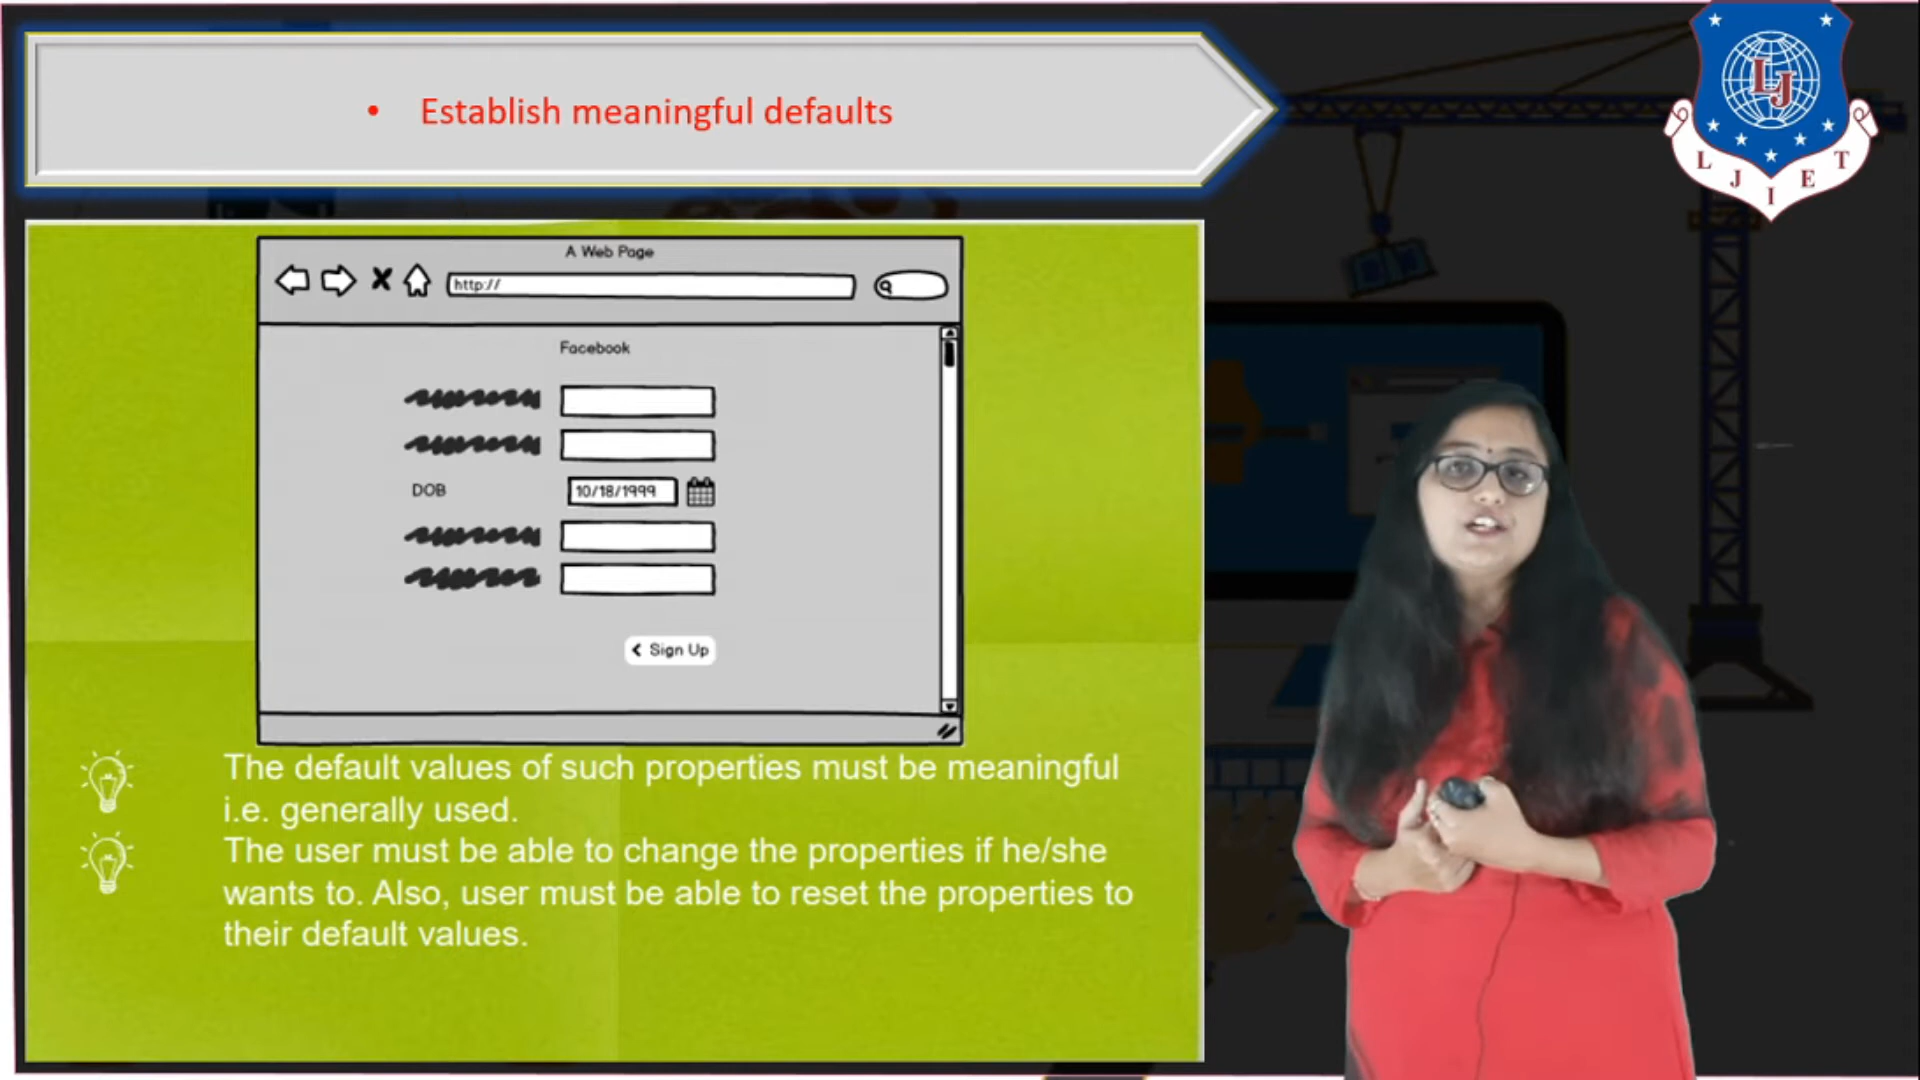 • Establish meaningful defaults
LJ
L J I E T
A Web Page
http://
Facebook
DOB
10/18/1999
Sign Up
The default values of such properties must be meaningful
i.e. generally used.
The user must be able to change the properties if he/she
wants to. Also, user must be able to reset the properties to
their default values.